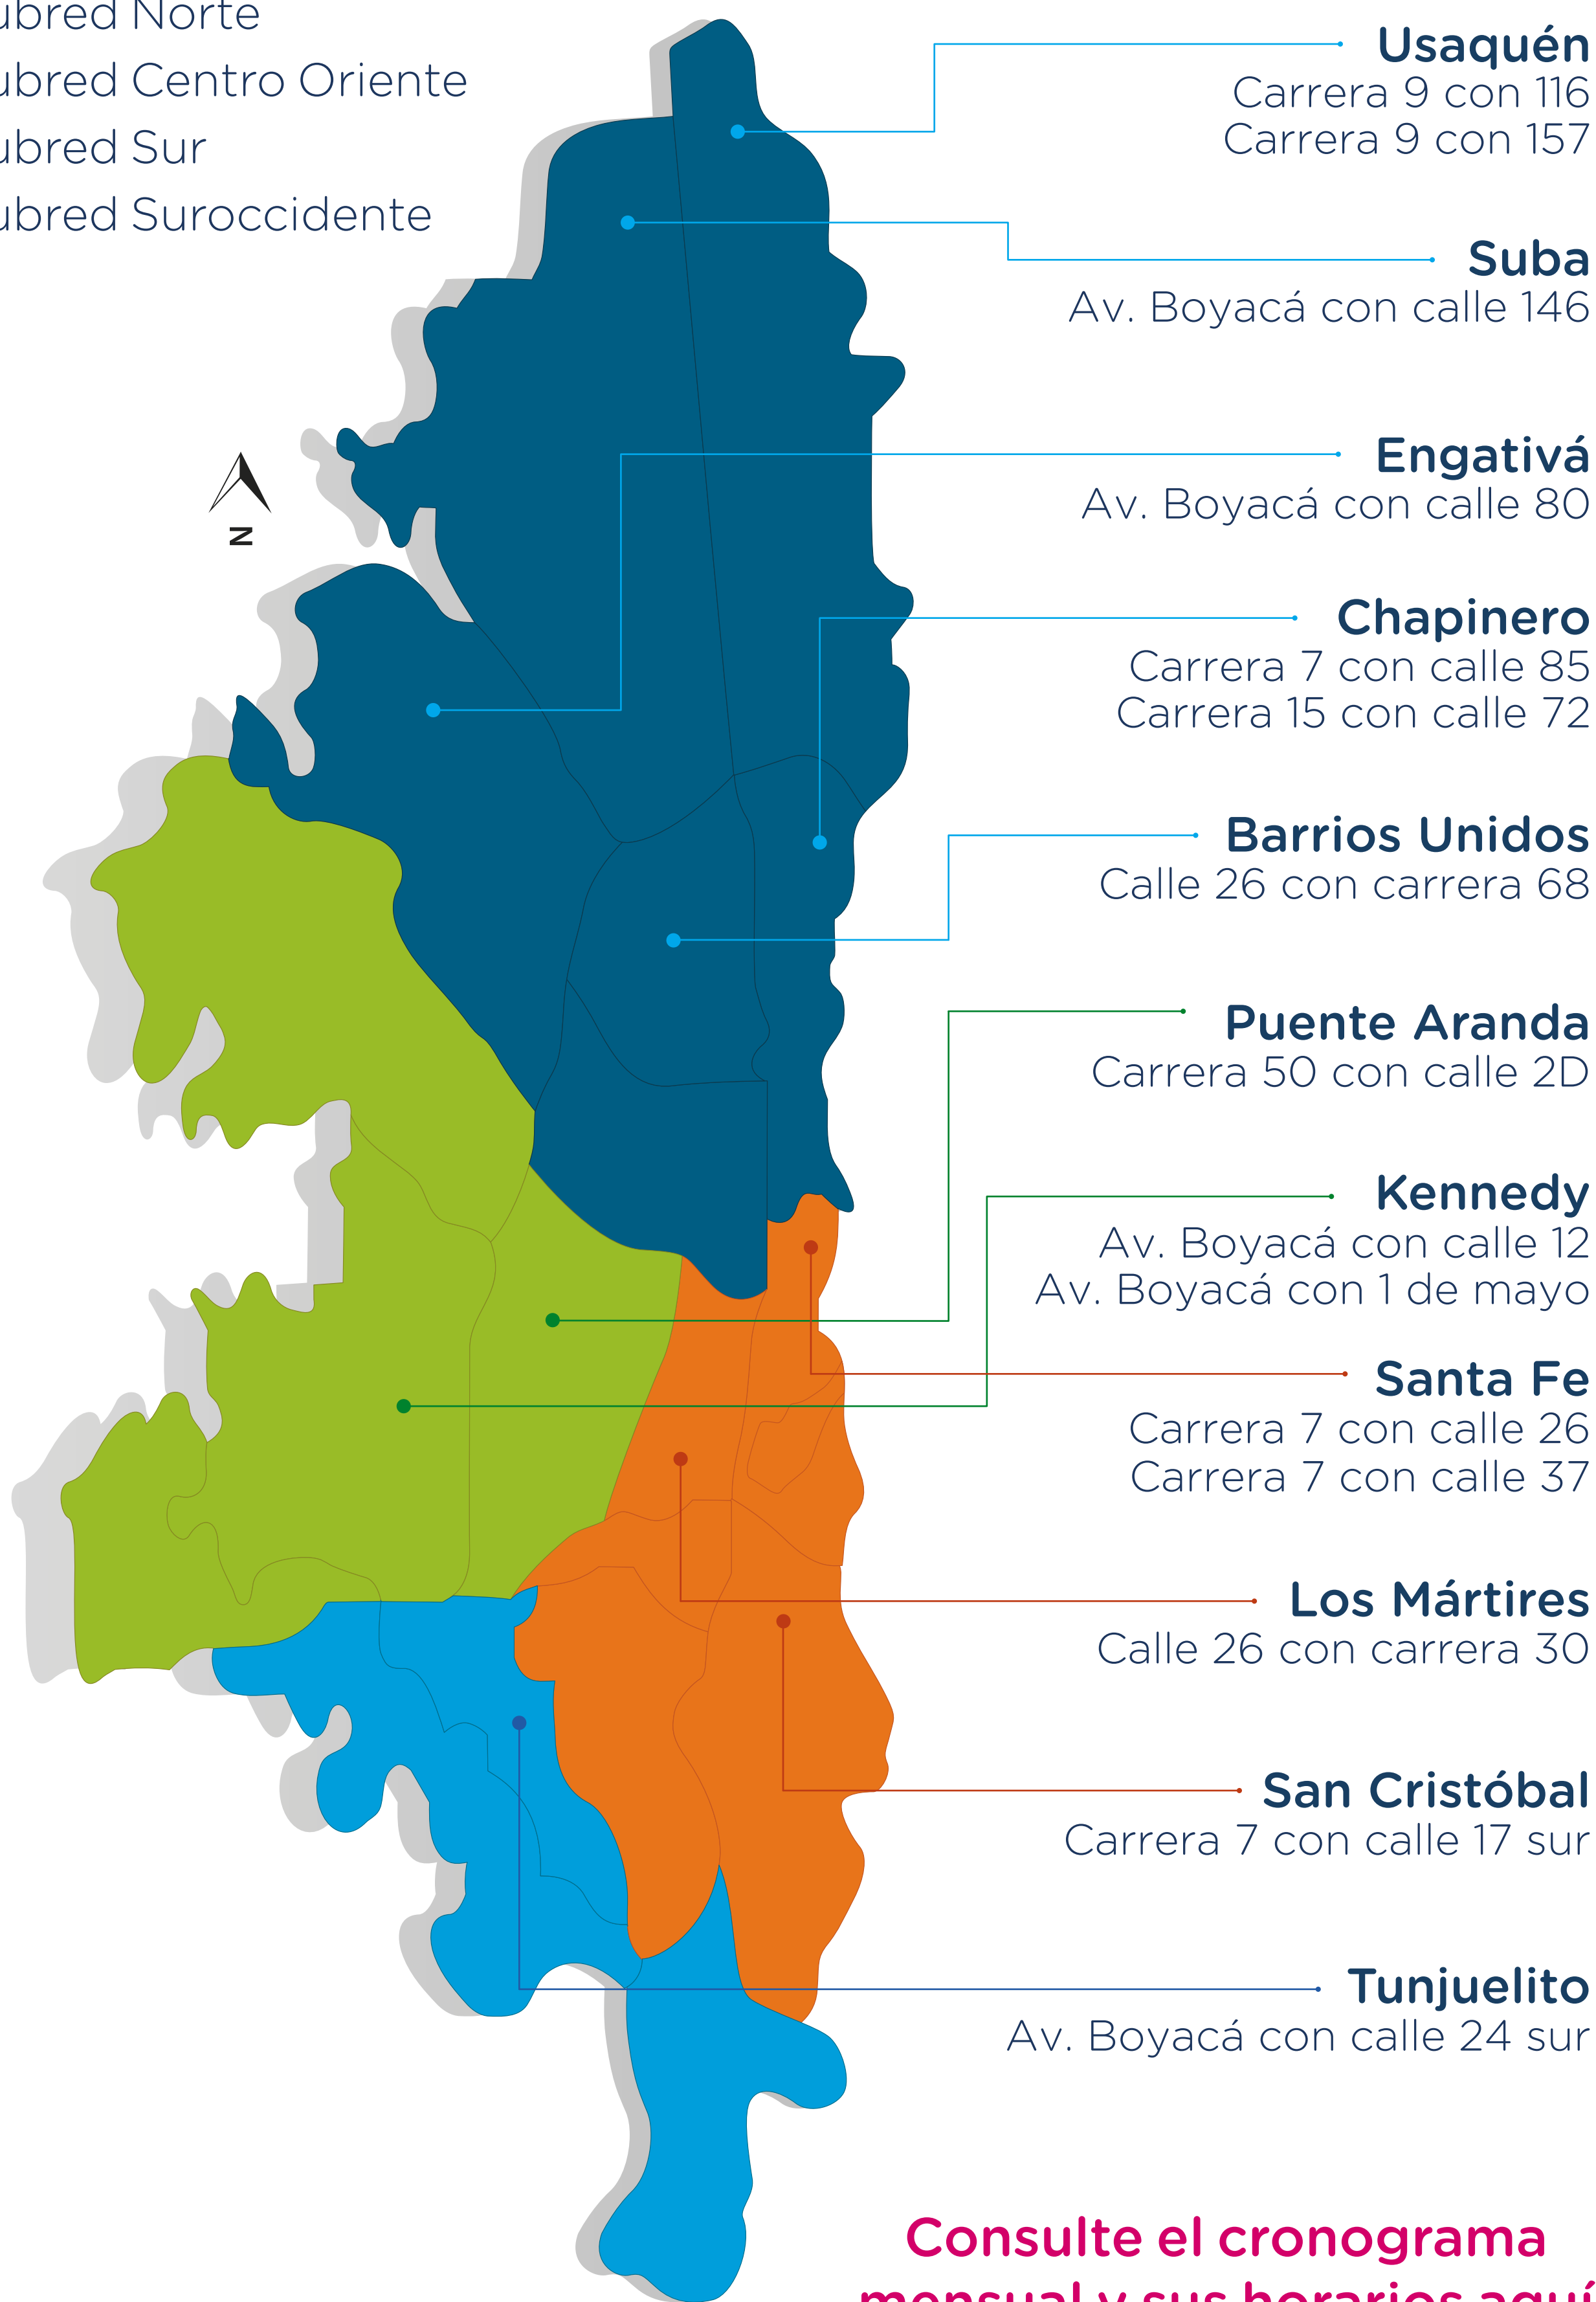 ubred Norte
ubred Centro Oriente
ubred Sur
ubred Suroccidente
Usaquén
Carrera 9 con 116
Carrera 9 con 157
Suba
Av. Boyacá con calle 146
Engativá
Av. Boyacá con calle 80
N
Chapinero
Carrera 7 con calle 85
Carrera 15 con calle 72
Barrios Unidos
Calle 26 con carrera 68
Puente Aranda
Carrera 50 con calle 2D
Kennedy
Av. Boyacá con calle 12
Av. Boyacá con 1 de mayo
Santa Fe
Carrera 7 con calle 26
Carrera 7 con calle 37
Los Mártires
Calle 26 con carrera 30
San Cristóbal
Carrera 7 con calle 17 sur
Tunjuelito
Av. Boyacá con calle 24 sur
Consulte el cronograma
mensual y sus horarios aquí